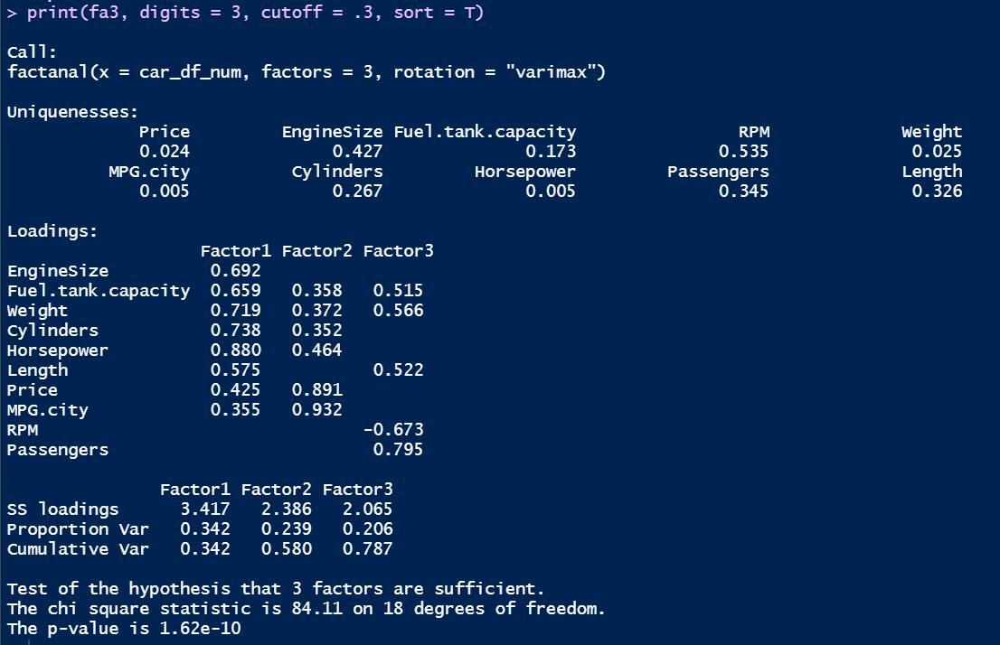 > print(fa3, digits = 3, cutoff = .3, sort = T)
Call:
factanal(x = car_df_num, factors = 3, rotation = "varimax")
Uniquenesses:
Price EngineSize Fuel.tank.capacity RPM Weight
0.024 0.427 0.173 0.535 0.025
MPG.city Cylinders Horsepower Passengers Length
0.005 0.267 0.005 0.345 0.326
Loadings:
Factor1 Factor2 Factor3
EngineSize 0.692
Fuel.tank.capacity 0.659 0.358 0.515
Weight 0.719 0.372 0.566
Cylinders 0.738 0.352
Horsepower 0.880 0.464
Length 0.575 0.522
Price 0.425 0.891
MPG.city 0.355 0.932
RPM -0.673
Passengers 0.795
Factor1 Factor2 Factor3
SS loadings 3.417 2.386 2.065
Proportion Var 0.342 0.239 0.206
Cumulative Var 0.342 0.580 0.787
Test of the hypothesis that 3 factors are sufficient.
The chi square statistic is 84.11 on 18 degrees of freedom.
The p-value is 1.62e-10